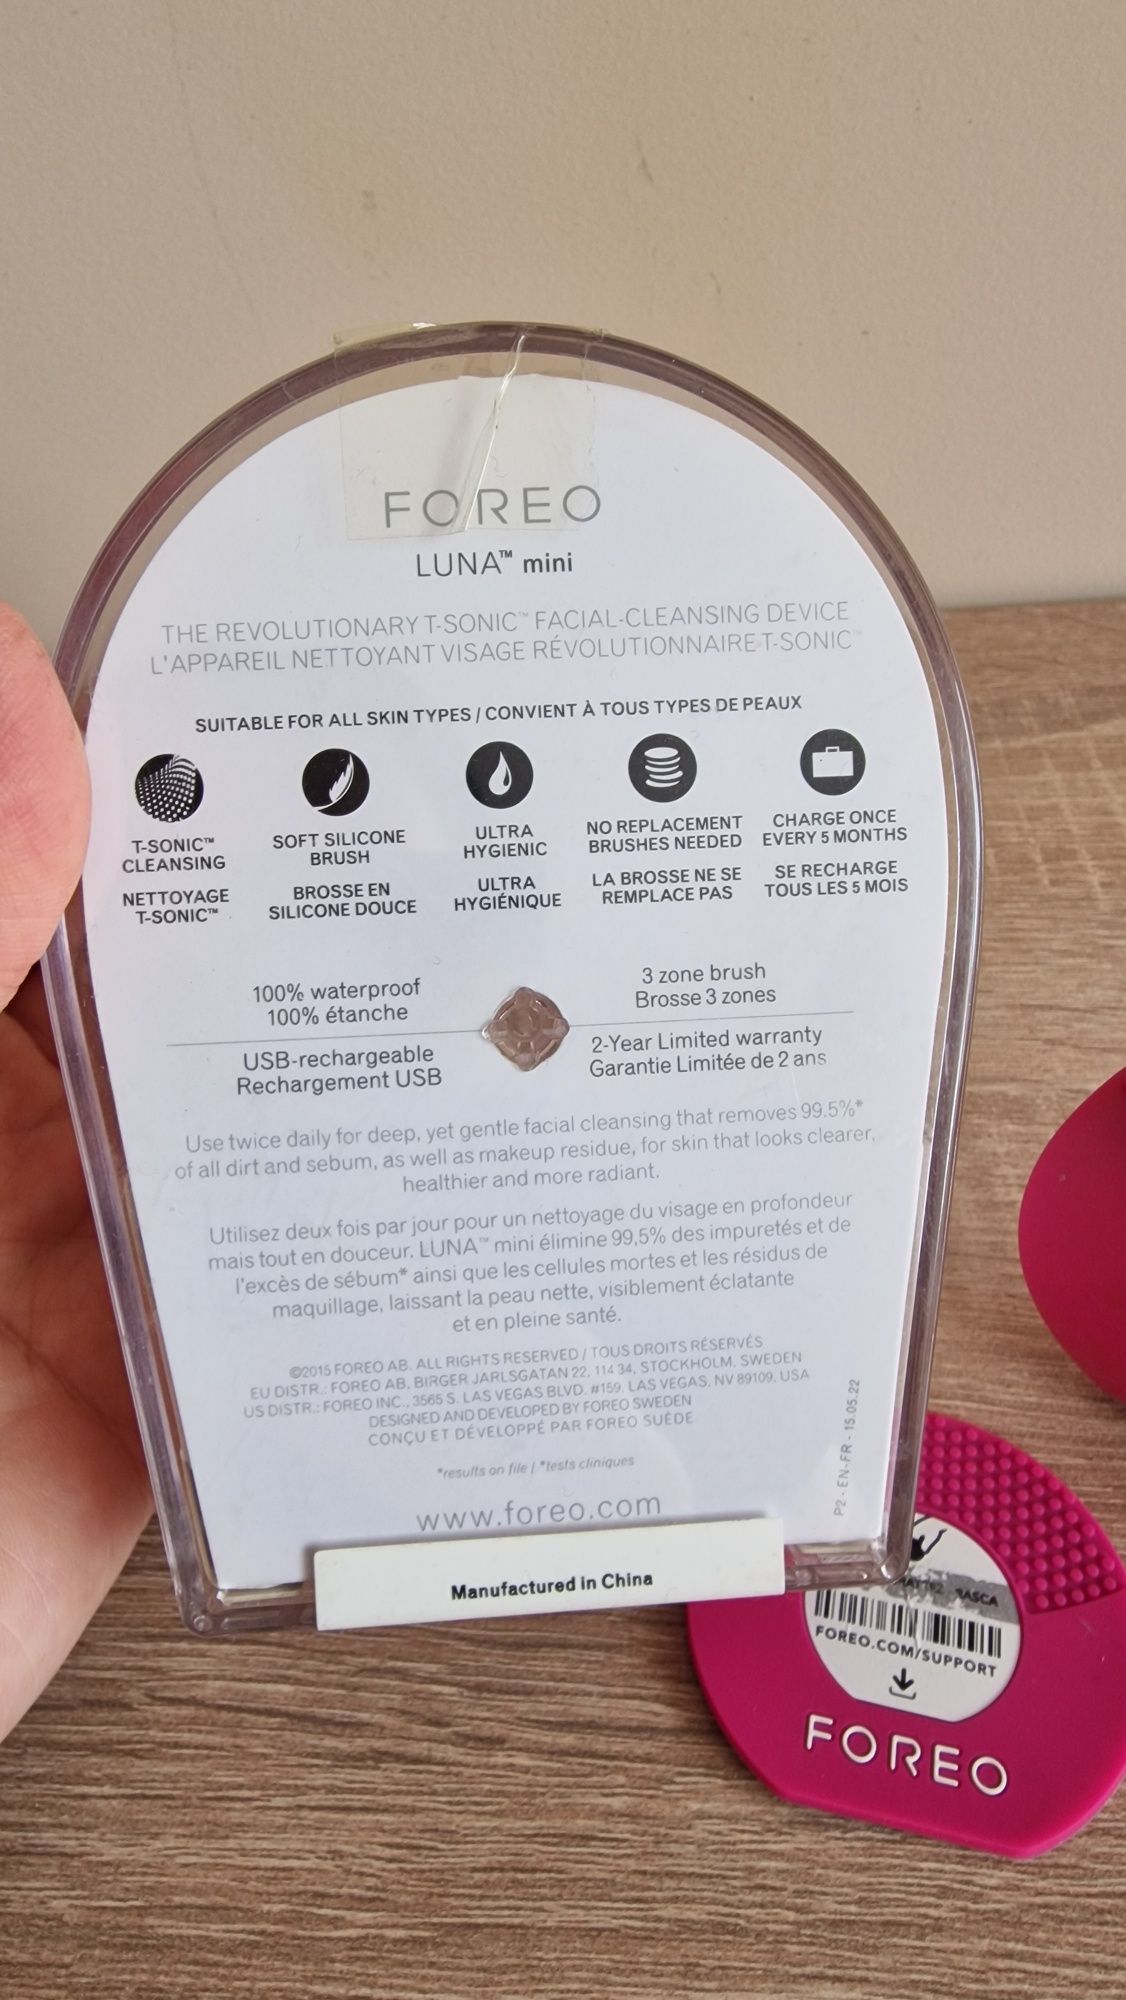 FOREO
LUNA™ mini
THE REVOLUTIONARY T-SONIC™ FACIAL-CLEANSING DEVICE
L'APPAREIL NETTOYANT VISAGE RÉVOLUTIONNAIRE T-SONIC™
SUITABLE FOR ALL SKIN TYPES / CONVIENT À TOUS TYPES DE PEAUX
T-SONIC™
CLEANSING
NETTOYAGE
T-SONIC™
SOFT SILICONE
BRUSH
BROSSE EN
SILICONE DOUCE
ULTRA
HYGIENIC
ULTRA
HYGIÉNIQUE
NO REPLACEMENT
BRUSHES NEEDED
LA BROSSE NE SE
REMPLACE PAS
CHARGE ONCE
EVERY 5 MONTHS
SE RECHARGE
TOUS LES 5 MOIS
100% waterproof
100% étanche
3 zone brush
Brosse 3 zones
USB-rechargeable
Rechargement USB
2-Year Limited warranty
Garantie Limitée de 2 ans
Use twice daily for deep, yet gentle facial cleansing that removes 99.5%*
of all dirt and sebum, as well as makeup residue, for skin that looks clearer,
healthier and more radiant.
Utilisez deux fois par jour pour un nettoyage du visage en profondeur
mais tout en douceur. LUNA™ mini élimine 99,5% des impuretés et de
l'excès de sébum* ainsi que les cellules mortes et les résidus de
maquillage, laissant la peau nette, visiblement éclatante
et en pleine santé.
©2015 FOREO AB. ALL RIGHTS RESERVED / TOUS DROITS RÉSERVÉS
EU DISTR.: FOREO AB, BIRGER JARLSGATAN 22, 114 34, STOCKHOLM, SWEDEN
US DISTR.: FOREO INC., 3565 S. LAS VEGAS BLVD. #159, LAS VEGAS, NV 89109, USA
DESIGNED AND DEVELOPED BY FOREO SWEDEN
CONÇU ET DÉVELOPPÉ PAR FOREO SUÈDE
*results on file / *tests cliniques
www.foreo.com
P2 - EN-FR - 15.05.22
Manufactured in China
FOREO.COM/SUPPORT
FOREO